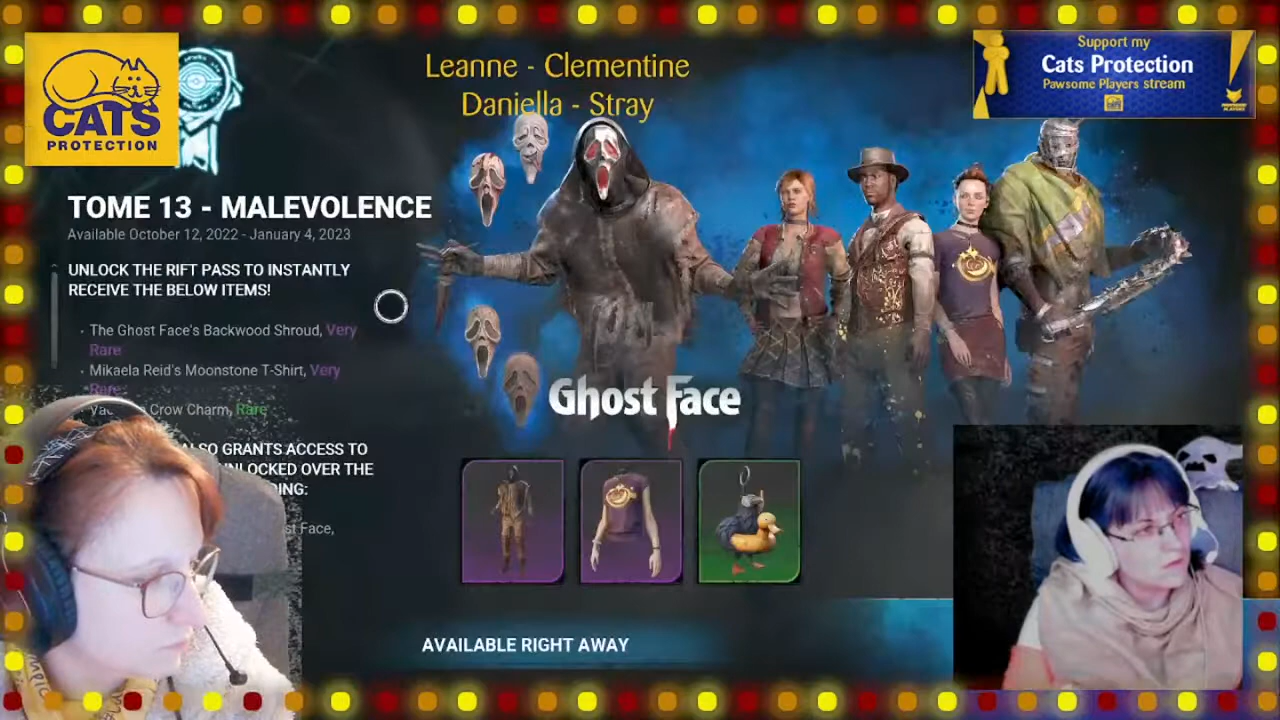 Leanne - Clementine
Daniella - Stray
CATS
PROTECTION
Support my
Cats Protection
Pawsome Players stream
TOME 13 - MALEVOLENCE
Available October 12, 2022 - January 4, 2023
UNLOCK THE RIFT PASS TO INSTANTLY
RECEIVE THE BELOW ITEMS!
· The Ghost Face's Backwood Shroud, Very
Rare
· Mikaela Reid's Moonstone T-Shirt, Very
Rare
Crow Charm, Rare
ALSO GRANTS ACCESS TO
UNLOCKED OVER THE
Face,
Ghost Face
AVAILABLE RIGHT AWAY